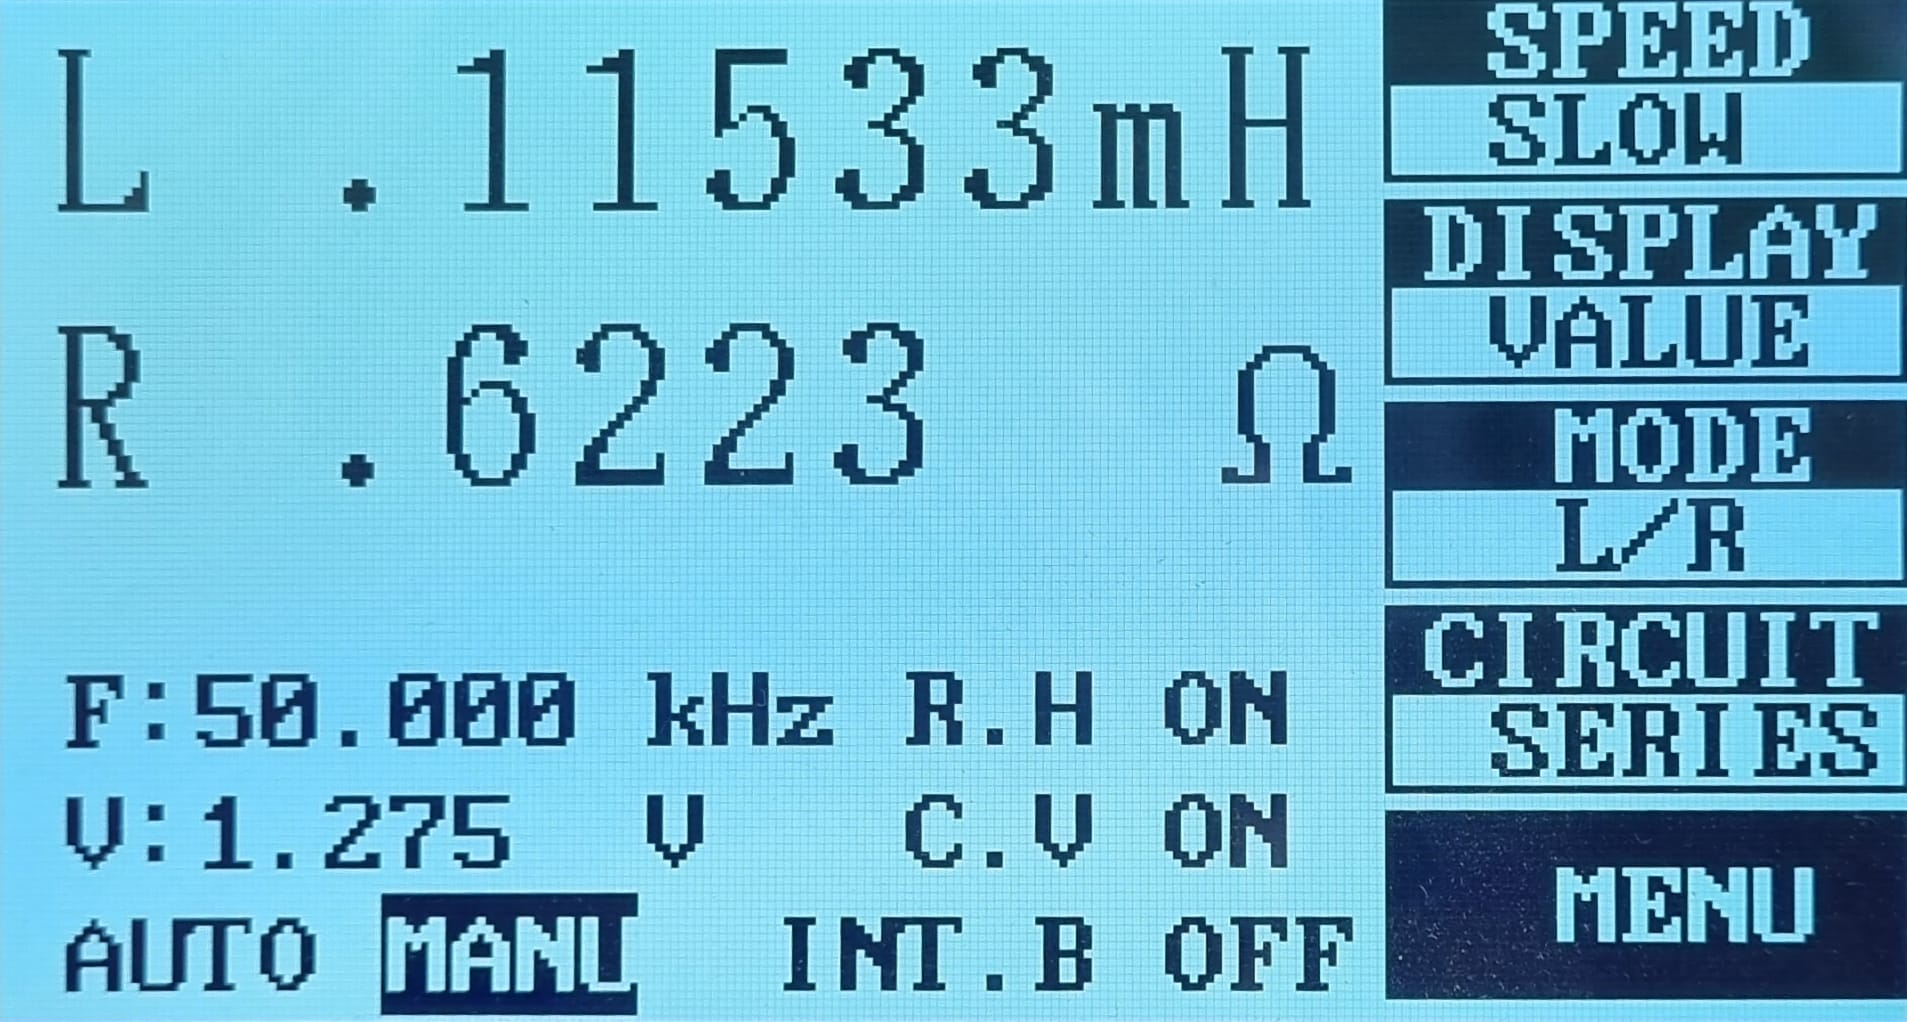 L .11533mH
R .6223 Ω
F:50.000 kHz R.H ON
V:1.275 V C.V ON
AUTO MANU INT.B OFF
SPEED
SLOW
DISPLAY
VALUE
MODE
L/R
CIRCUIT
SERIES
MENU